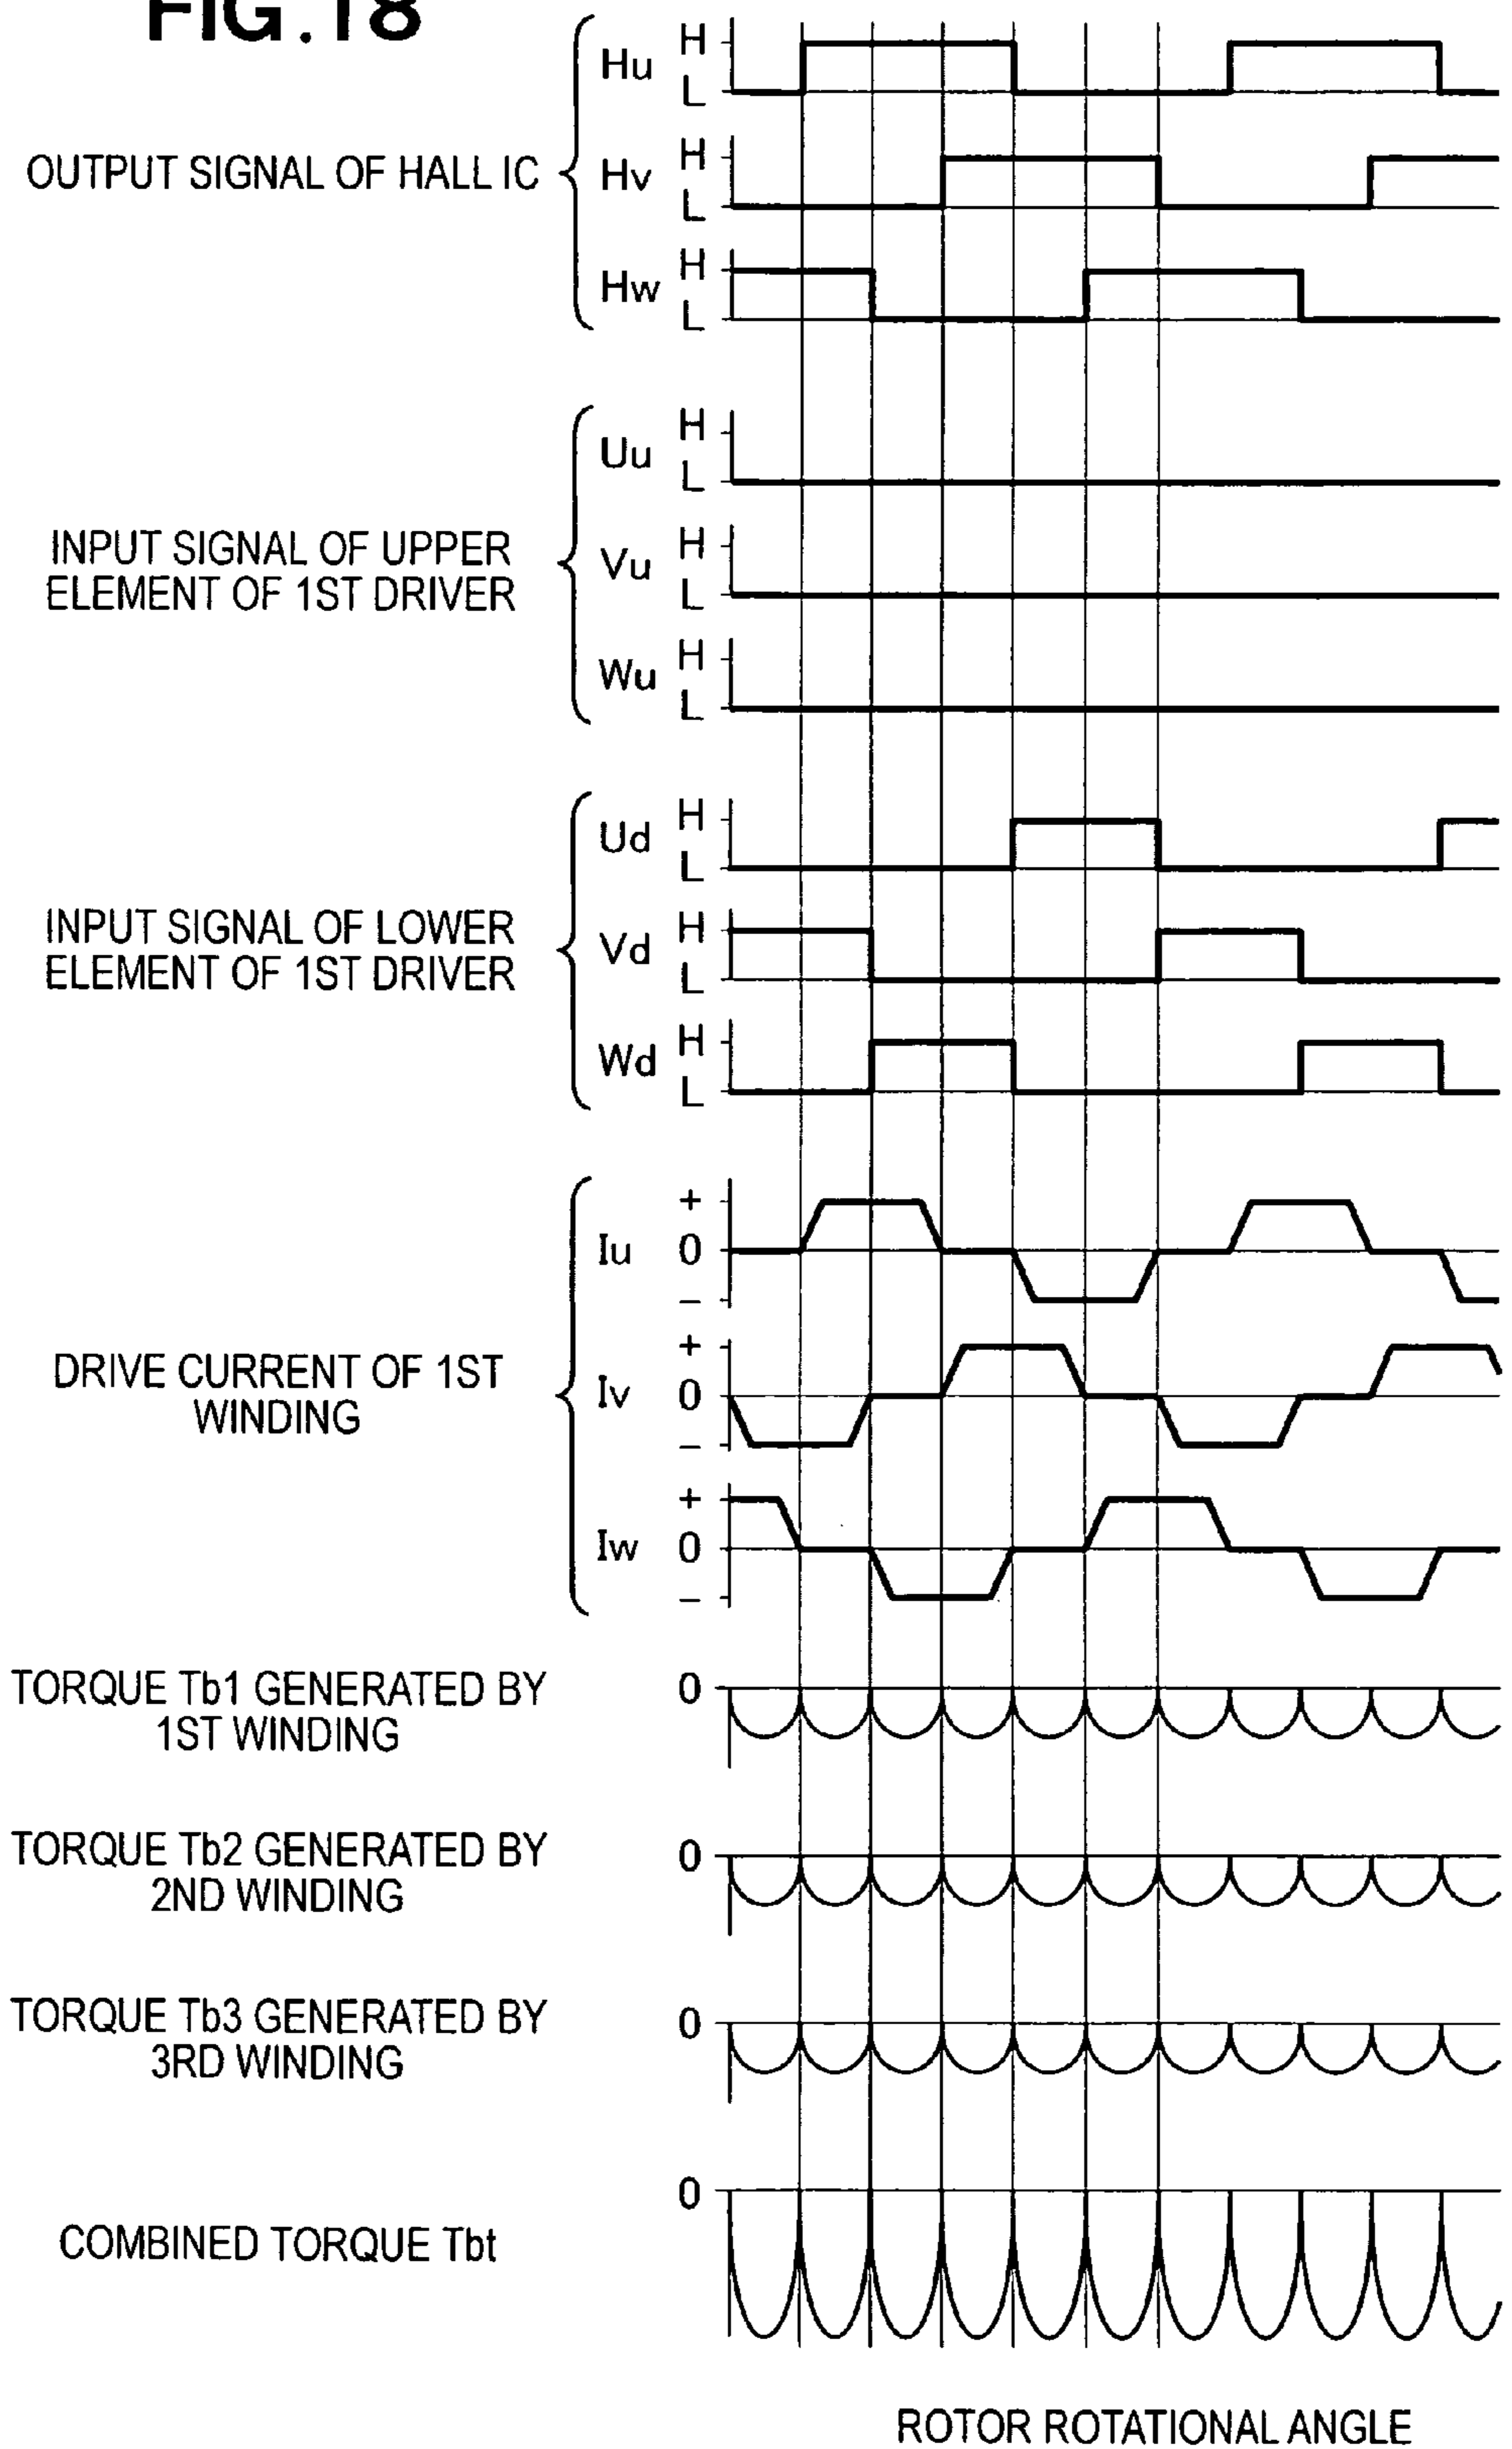 FIG.18
OUTPUT SIGNAL OF HALL IC
Hu H
L
Hv H
L
Hw H
L
INPUT SIGNAL OF UPPER
ELEMENT OF 1ST DRIVER
Uu H
L
Vu H
L
Wu H
L
INPUT SIGNAL OF LOWER
ELEMENT OF 1ST DRIVER
Ud H
L
Vd H
L
Wd H
L
DRIVE CURRENT OF 1ST
WINDING
Iu + 0 −
Iv + 0 −
Iw + 0 −
TORQUE Tb1 GENERATED BY
1ST WINDING
0
TORQUE Tb2 GENERATED BY
2ND WINDING
0
TORQUE Tb3 GENERATED BY
3RD WINDING
0
COMBINED TORQUE Tbt
0
ROTOR ROTATIONAL ANGLE